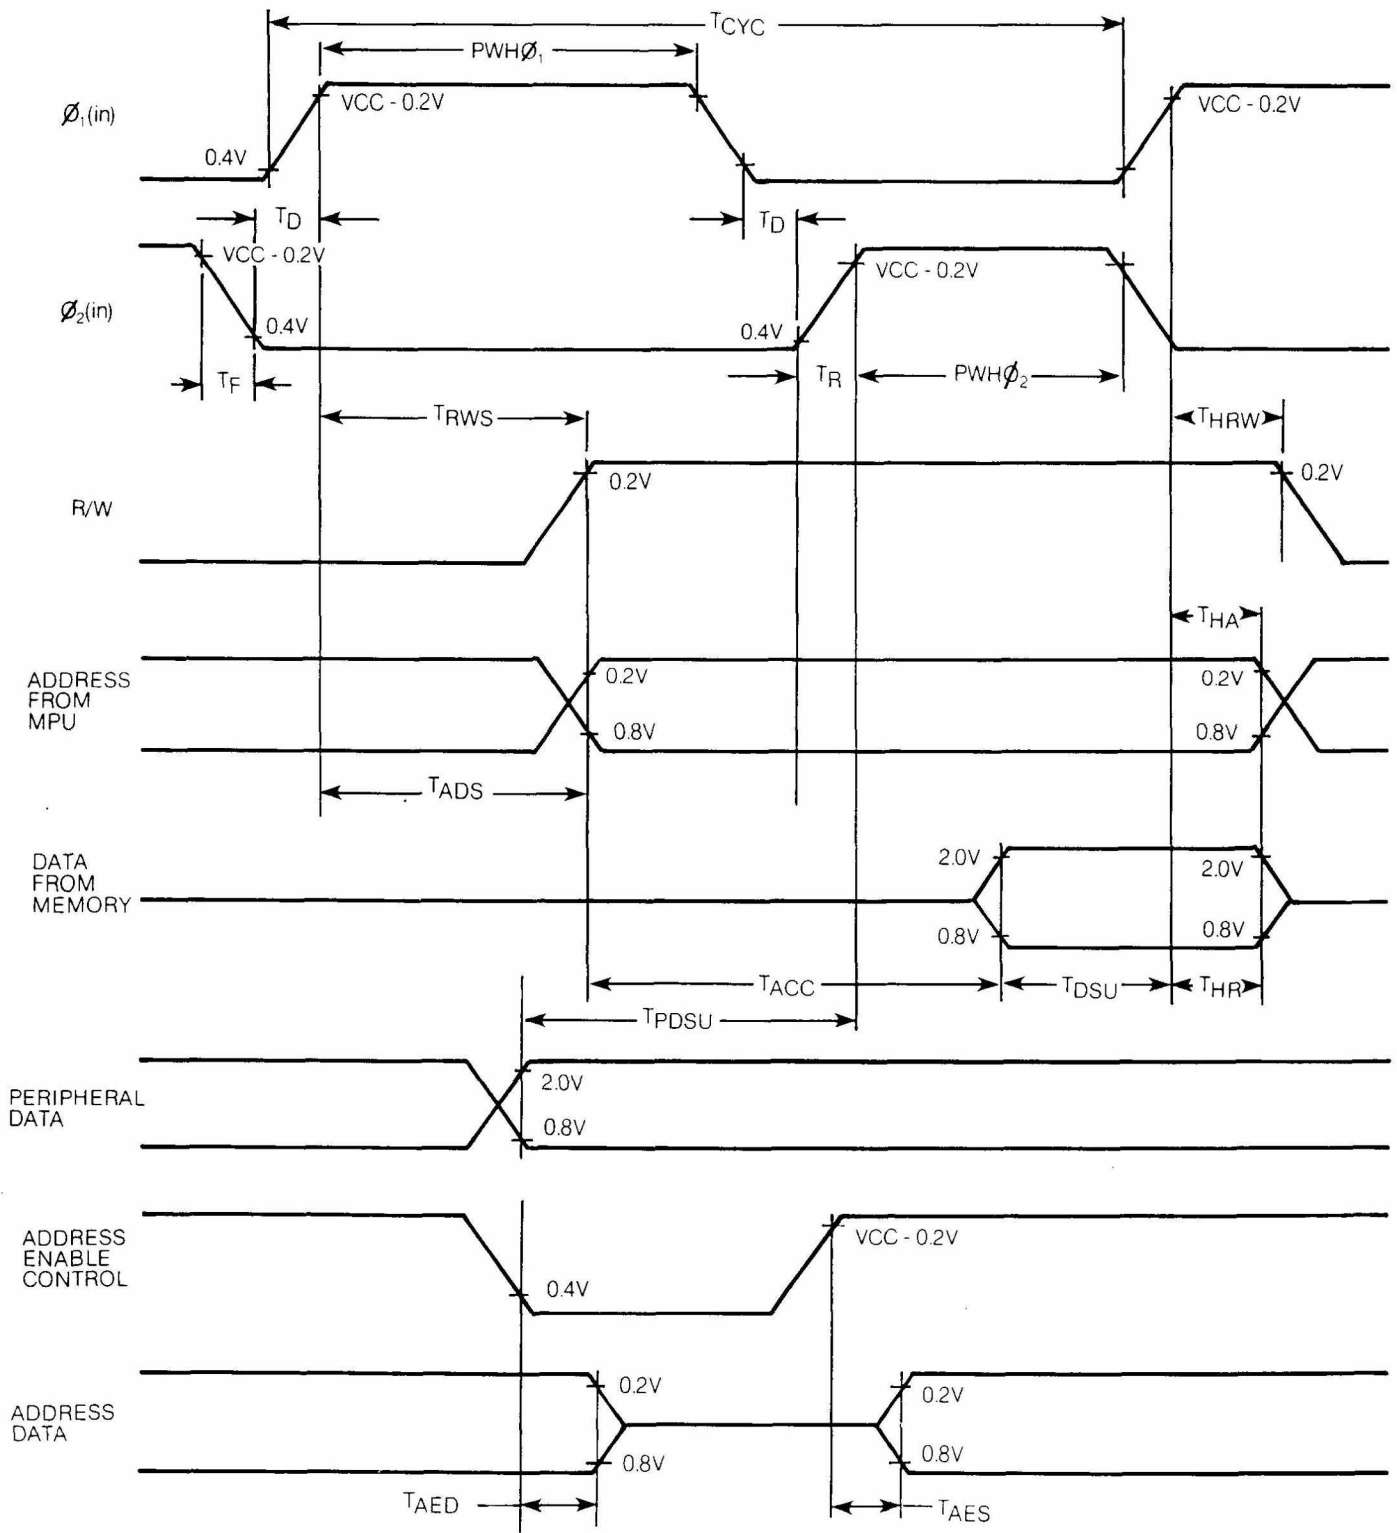 TCYC
PWHØ1
Ø1(in)
VCC - 0.2V
VCC - 0.2V
0.4V
TD
TD
VCC - 0.2V
VCC - 0.2V
Ø2(in)
0.4V
0.4V
TF
TR
PWHØ2
TRWS
THRW
0.2V
0.2V
R/W
THA
ADDRESS
FROM
MPU
0.2V
0.2V
0.8V
0.8V
TADS
DATA
FROM
MEMORY
2.0V
2.0V
0.8V
0.8V
TACC
TDSU
THR
TPDSU
PERIPHERAL
DATA
2.0V
0.8V
ADDRESS
ENABLE
CONTROL
VCC - 0.2V
0.4V
ADDRESS
DATA
0.2V
0.2V
0.8V
0.8V
TAED
TAES